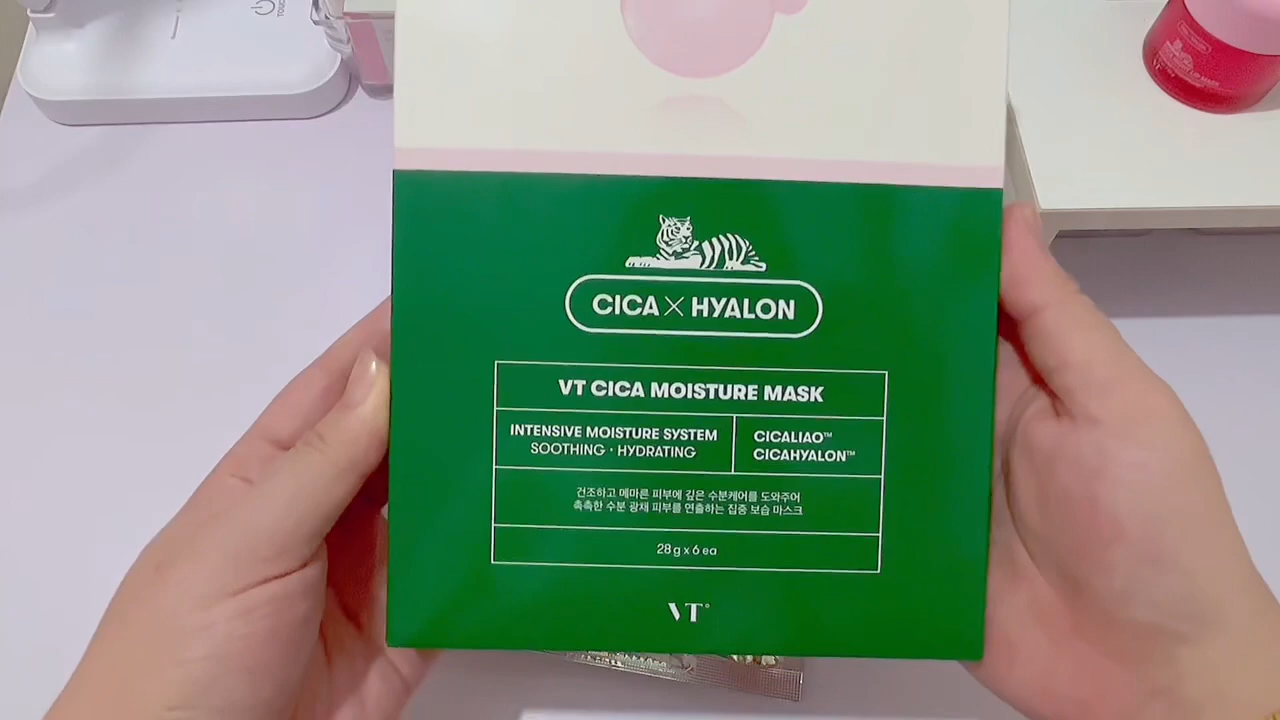 CICA X HYALON
VT CICA MOISTURE MASK
INTENSIVE MOISTURE SYSTEM
SOOTHING · HYDRATING
CICALIAO™
CICAHYALON™
건조하고 메마른 피부에 깊은 수분케어를 도와주어
촉촉한 수분 광채 피부를 연출하는 집중 보습 마스크
28 g x 6 ea
VT